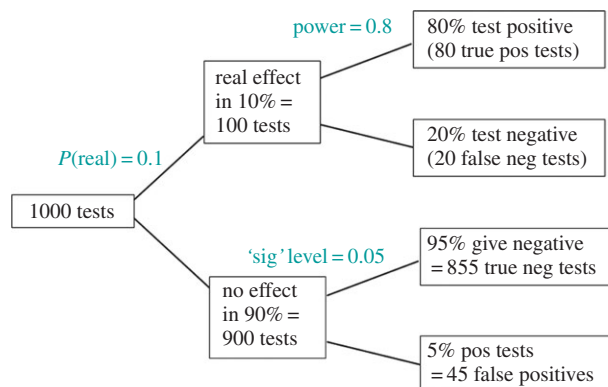 power = 0.8
80% test positive
(80 true pos tests)
real effect
in 10% =
100 tests
P(real) = 0.1
20% test negative
(20 false neg tests)
1000 tests
'sig' level = 0.05
95% give negative
= 855 true neg tests
no effect
in 90% =
900 tests
5% pos tests
= 45 false positives